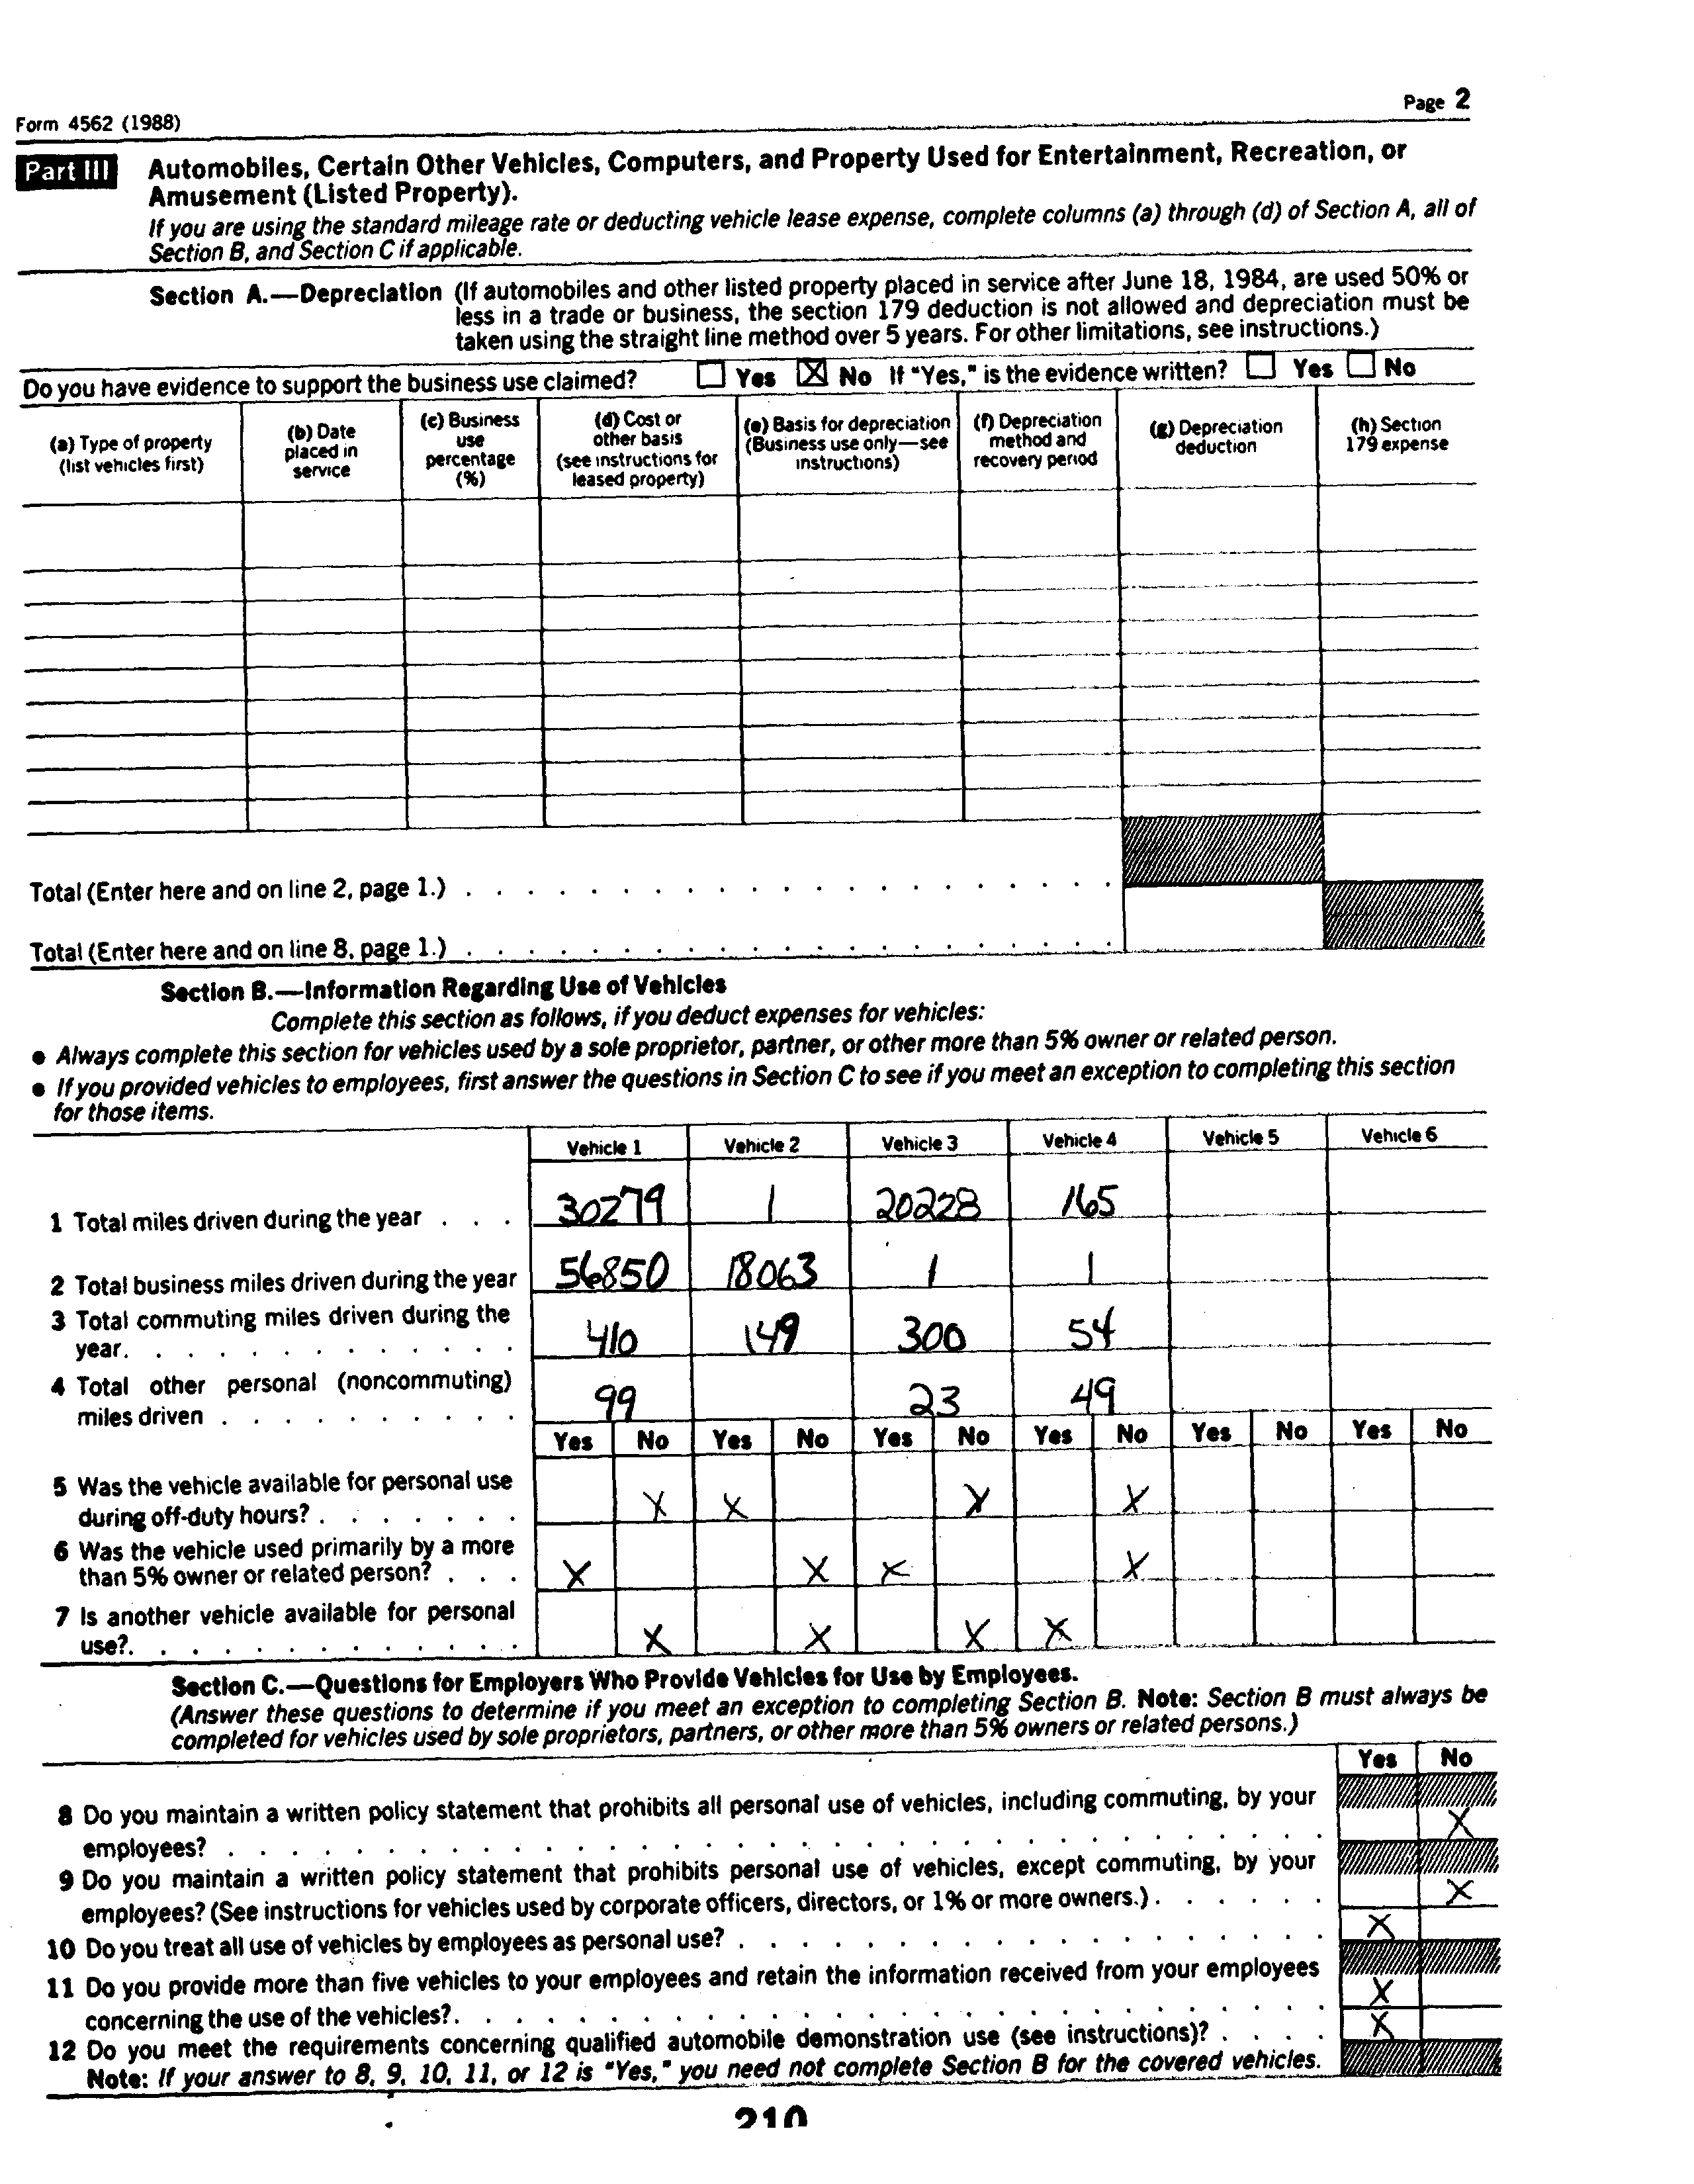 Form 4562 (1988)
Page 2
Part III
Automobiles, Certain Other Vehicles, Computers, and Property Used for Entertainment, Recreation, or
Amusement (Listed Property).
If you are using the standard mileage rate or deducting vehicle lease expense, complete columns (a) through (d) of Section A, all of
Section B, and Section C if applicable.
Section A.—Depreciation (If automobiles and other listed property placed in service after June 18, 1984, are used 50% or
less in a trade or business, the section 179 deduction is not allowed and depreciation must be
taken using the straight line method over 5 years. For other limitations, see instructions.)
Do you have evidence to support the business use claimed? Yes X No If "Yes," is the evidence written? Yes No
(a) Type of property
(list vehicles first)
(b) Date
placed in
service
(c) Business
use
percentage
(%)
(d) Cost or
other basis
(see instructions for
leased property)
(e) Basis for depreciation
(Business use only—see
instructions)
(f) Depreciation
method and
recovery period
(g) Depreciation
deduction
(h) Section
179 expense
Total (Enter here and on line 2, page 1.)
Total (Enter here and on line 8, page 1.)
Section B.—Information Regarding Use of Vehicles
Complete this section as follows, if you deduct expenses for vehicles:
● Always complete this section for vehicles used by a sole proprietor, partner, or other more than 5% owner or related person.
● If you provided vehicles to employees, first answer the questions in Section C to see if you meet an exception to completing this section
for those items.
Vehicle 1 Vehicle 2 Vehicle 3 Vehicle 4 Vehicle 5 Vehicle 6
1 Total miles driven during the year . . . 30279 1 20228 165
2 Total business miles driven during the year 56850 18063 1 1
3 Total commuting miles driven during the
year. . . . . . . . . . . . . 410 149 300 54
4 Total other personal (noncommuting)
miles driven . . . . . . . . . . 99 23 49
Yes No Yes No Yes No Yes No Yes No Yes No
5 Was the vehicle available for personal use
during off-duty hours? . . . . . . . X X X X
6 Was the vehicle used primarily by a more
than 5% owner or related person? . . . X X X X
7 Is another vehicle available for personal
use?. . . . . . . . . . . . . X X X X
Section C.—Questions for Employers Who Provide Vehicles for Use by Employees.
(Answer these questions to determine if you meet an exception to completing Section B. Note: Section B must always be
completed for vehicles used by sole proprietors, partners, or other more than 5% owners or related persons.)
Yes No
8 Do you maintain a written policy statement that prohibits all personal use of vehicles, including commuting, by your
employees? X
9 Do you maintain a written policy statement that prohibits personal use of vehicles, except commuting, by your
employees? (See instructions for vehicles used by corporate officers, directors, or 1% or more owners.) . . . . . . X
10 Do you treat all use of vehicles by employees as personal use? X
11 Do you provide more than five vehicles to your employees and retain the information received from your employees
concerning the use of the vehicles? X
12 Do you meet the requirements concerning qualified automobile demonstration use (see instructions)? . . . . X
Note: If your answer to 8, 9, 10, 11, or 12 is "Yes," you need not complete Section B for the covered vehicles.
210